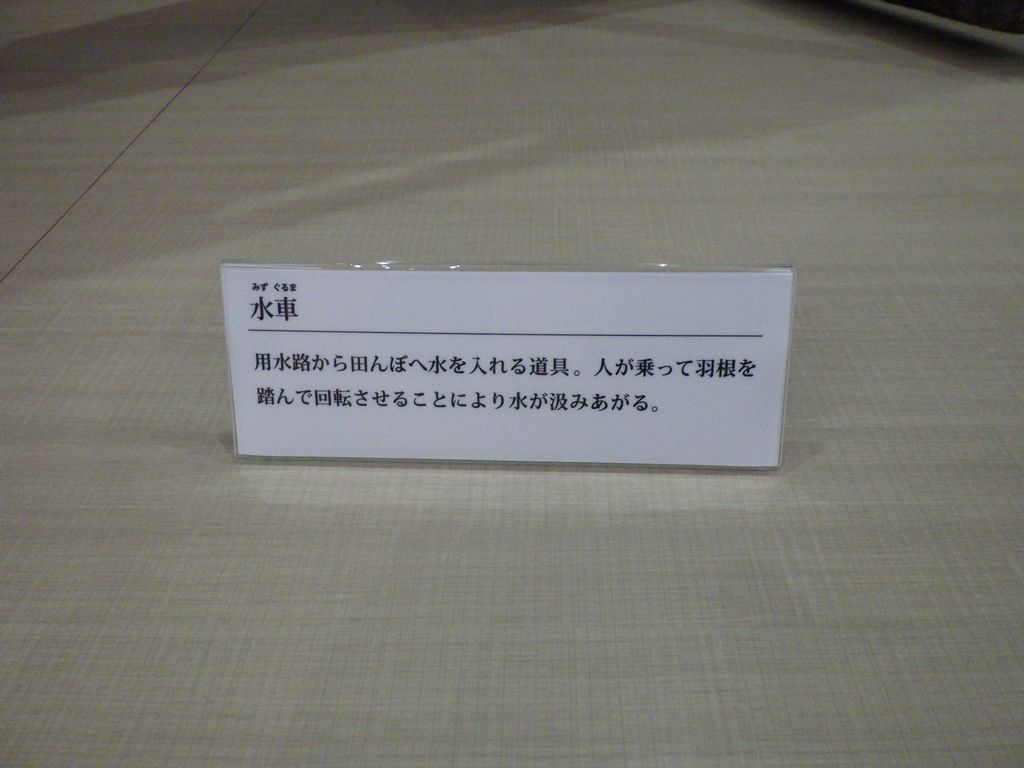 みず ぐるま
水車
用水路から田んぼへ水を入れる道具。人が乗って羽根を
踏んで回転させることにより水が汲みあがる。